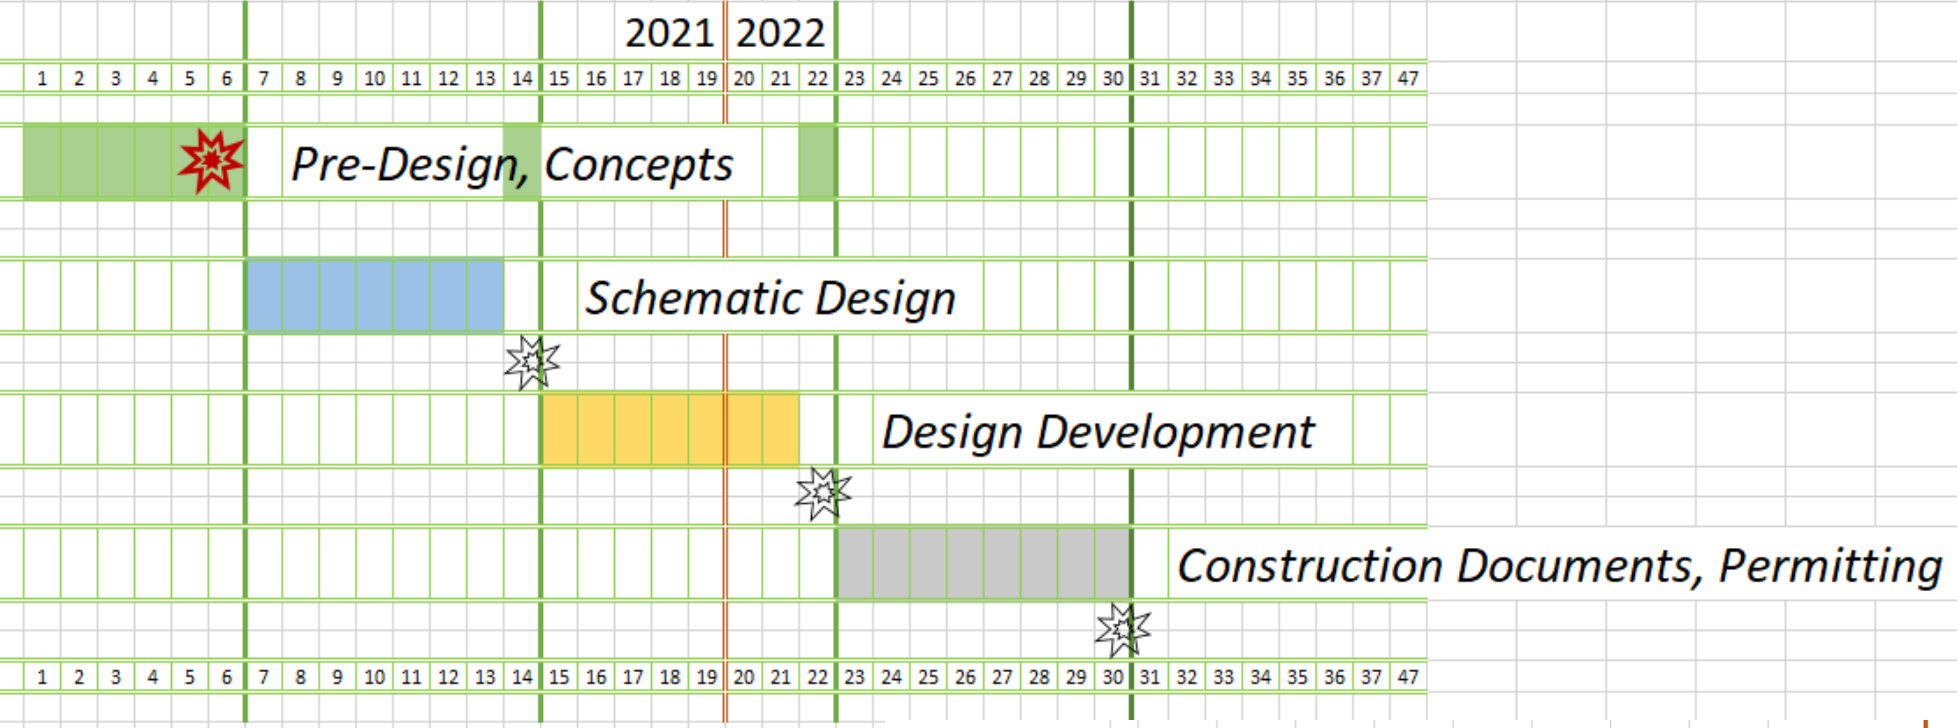 2021 2022
1 2 3 4 5 6 7 8 9 10 11 12 13 14 15 16 17 18 19 20 21 22 23 24 25 26 27 28 29 30 31 32 33 34 35 36 37 47
Pre-Design, Concepts
Schematic Design
Design Development
Construction Documents, Permitting
1 2 3 4 5 6 7 8 9 10 11 12 13 14 15 16 17 18 19 20 21 22 23 24 25 26 27 28 29 30 31 32 33 34 35 36 37 47